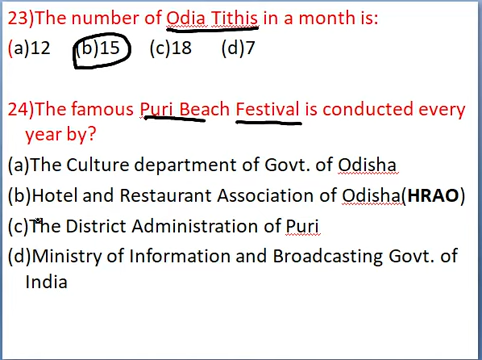 23)The number of Odia Tithis in a month is:
(a)12 (b)15 (c)18 (d)7
24)The famous Puri Beach Festival is conducted every
year by?
(a)The Culture department of Govt. of Odisha
(b)Hotel and Restaurant Association of Odisha(HRAO)
(c)The District Administration of Puri
(d)Ministry of Information and Broadcasting Govt. of
India